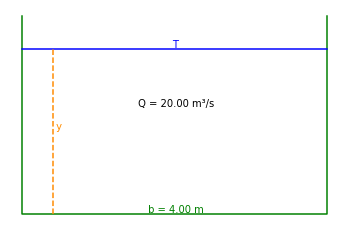 T
Q = 20.00 m³/s
y
b = 4.00 m